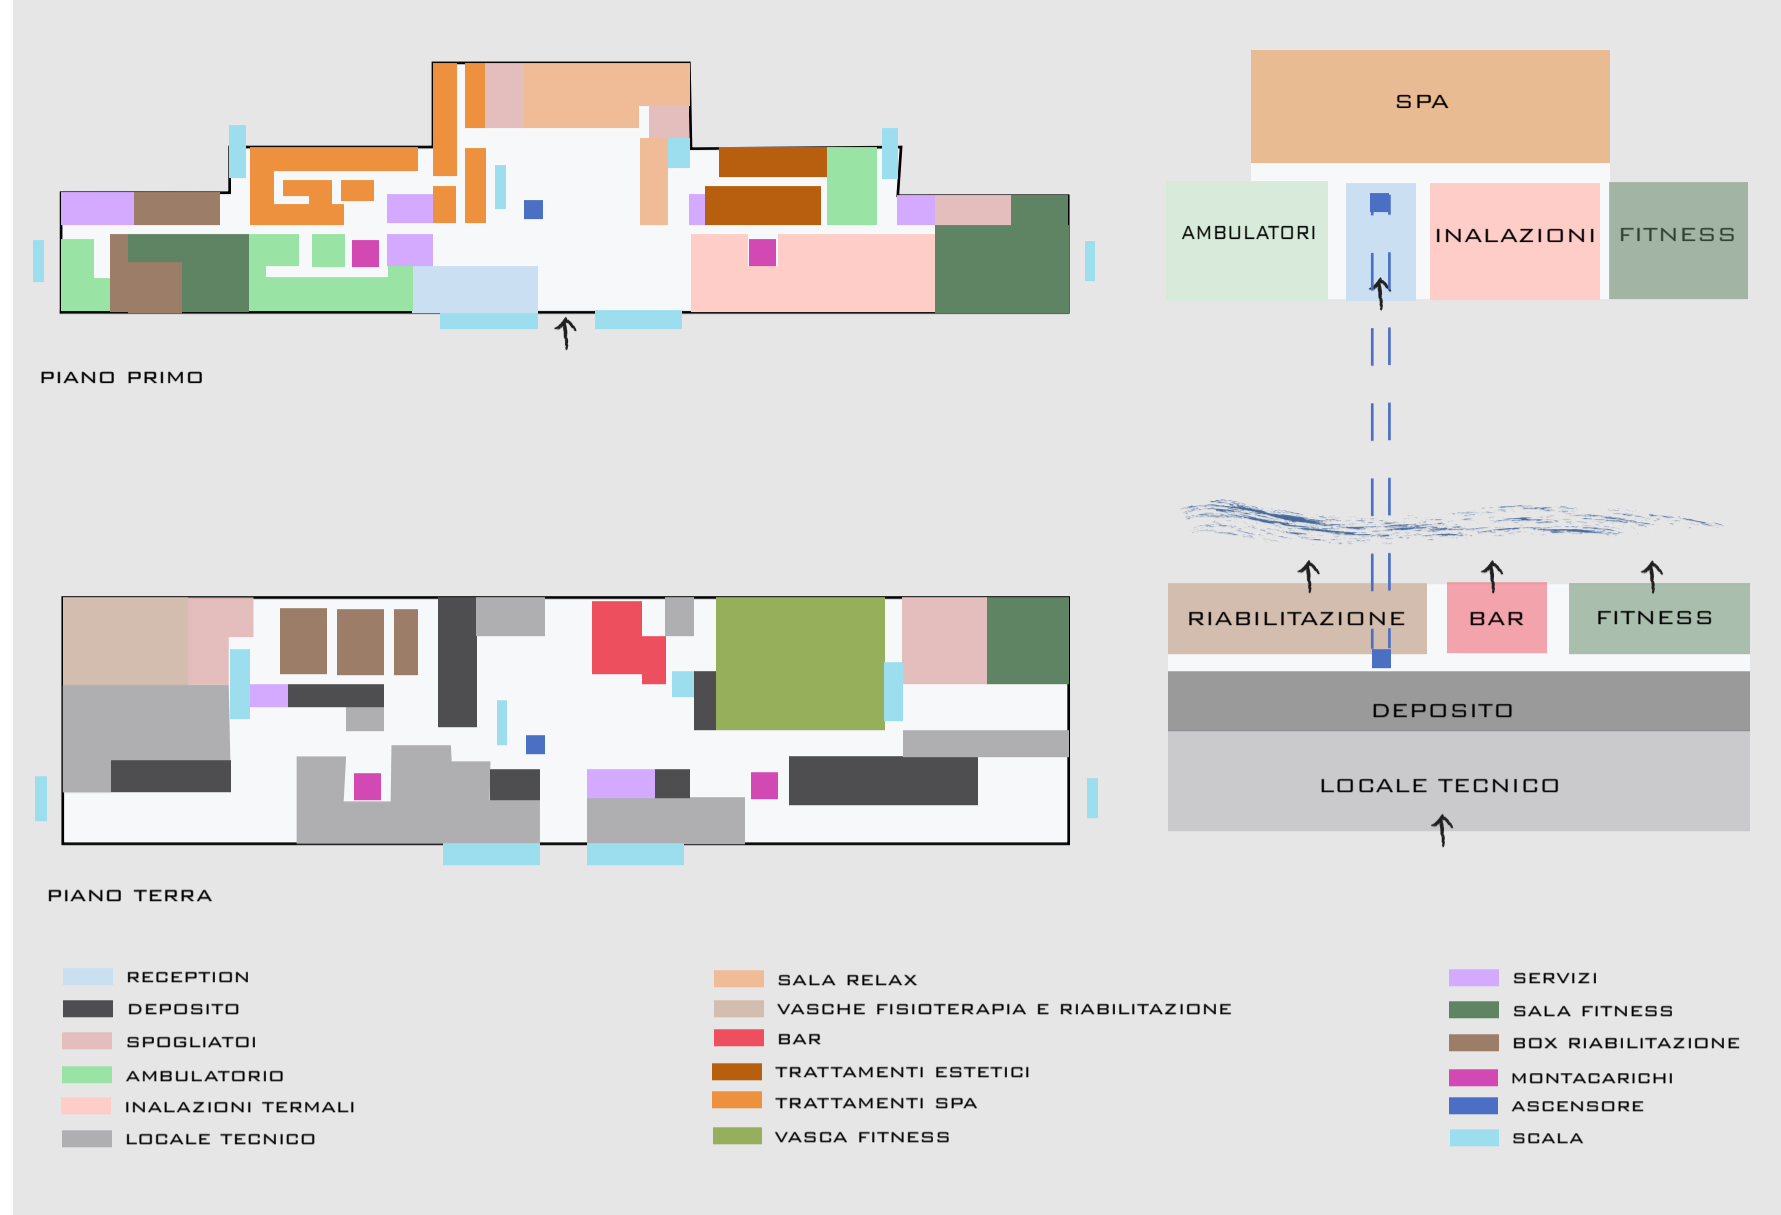 SPA
AMBULATORI
INALAZIONI
FITNESS
PIANO PRIMO
RIABILITAZIONE
BAR
FITNESS
DEPOSITO
LOCALE TECNICO
PIANO TERRA
RECEPTION
DEPOSITO
SPOGLIATOI
AMBULATORIO
INALAZIONI TERMALI
LOCALE TECNICO
SALA RELAX
VASCHE FISIOTERAPIA E RIABILITAZIONE
BAR
TRATTAMENTI ESTETICI
TRATTAMENTI SPA
VASCA FITNESS
SERVIZI
SALA FITNESS
BOX RIABILITAZIONE
MONTACARICHI
ASCENSORE
SCALA